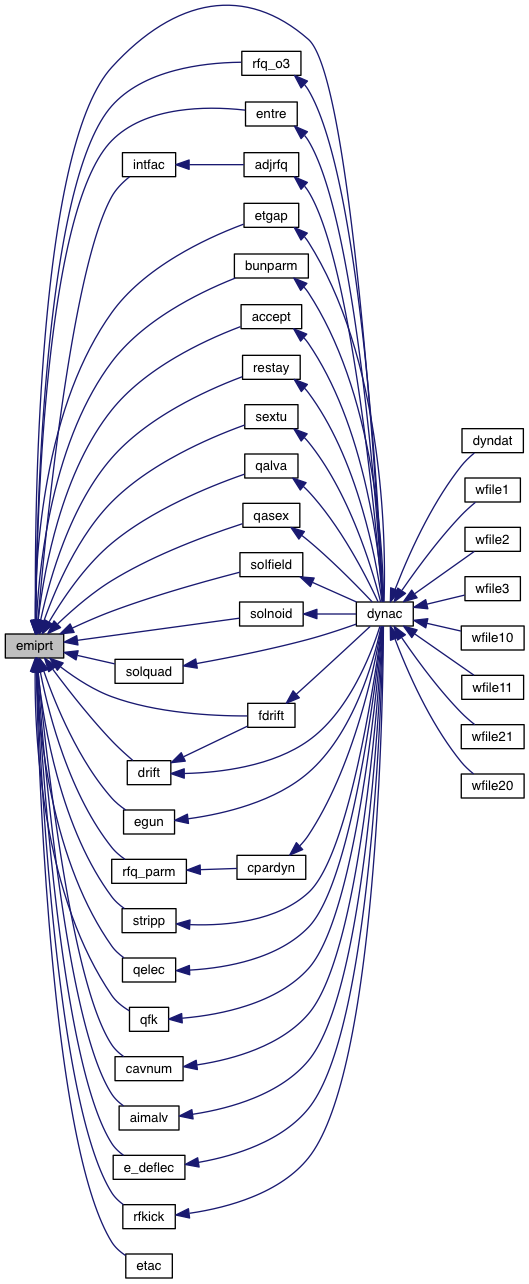 rfq_o3
entre
intfac
adjrfq
etgap
bunparm
accept
restay
sextu
dyndat
qalva
wfile1
qasex
wfile2
solfield
wfile3
solnoid
dynac
emiprt
wfile10
solquad
wfile11
fdrift
wfile21
drift
wfile20
egun
rfq_parm
cpardyn
stripp
qelec
qfk
cavnum
aimalv
e_deflec
rfkick
etac